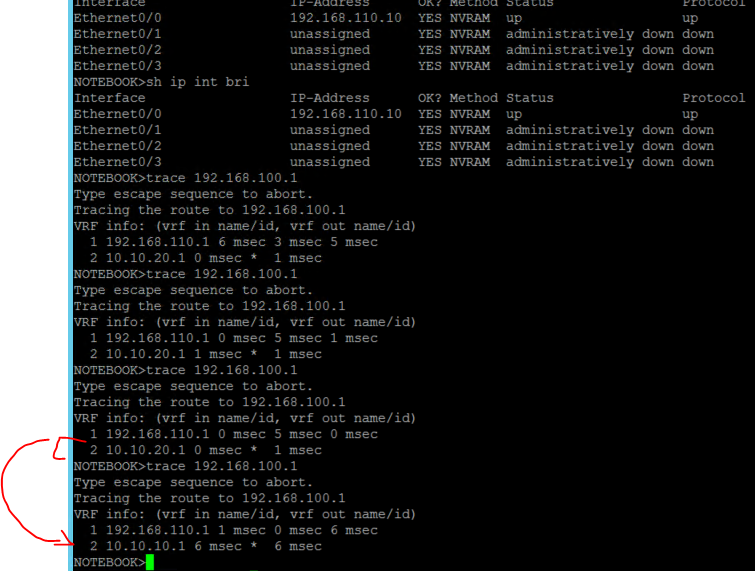 Interface IP-Address OK? Method Status Protocol
Ethernet0/0 192.168.110.10 YES NVRAM up up
Ethernet0/1 unassigned YES NVRAM administratively down down
Ethernet0/2 unassigned YES NVRAM administratively down down
Ethernet0/3 unassigned YES NVRAM administratively down down
NOTEBOOK>sh ip int bri
Interface IP-Address OK? Method Status Protocol
Ethernet0/0 192.168.110.10 YES NVRAM up up
Ethernet0/1 unassigned YES NVRAM administratively down down
Ethernet0/2 unassigned YES NVRAM administratively down down
Ethernet0/3 unassigned YES NVRAM administratively down down
NOTEBOOK>trace 192.168.100.1
Type escape sequence to abort.
Tracing the route to 192.168.100.1
VRF info: (vrf in name/id, vrf out name/id)
1 192.168.110.1 6 msec 3 msec 5 msec
2 10.10.20.1 0 msec * 1 msec
NOTEBOOK>trace 192.168.100.1
Type escape sequence to abort.
Tracing the route to 192.168.100.1
VRF info: (vrf in name/id, vrf out name/id)
1 192.168.110.1 0 msec 5 msec 1 msec
2 10.10.20.1 1 msec * 1 msec
NOTEBOOK>trace 192.168.100.1
Type escape sequence to abort.
Tracing the route to 192.168.100.1
VRF info: (vrf in name/id, vrf out name/id)
1 192.168.110.1 0 msec 5 msec 0 msec
2 10.10.20.1 0 msec * 1 msec
NOTEBOOK>trace 192.168.100.1
Type escape sequence to abort.
Tracing the route to 192.168.100.1
VRF info: (vrf in name/id, vrf out name/id)
1 192.168.110.1 1 msec 0 msec 6 msec
2 10.10.10.1 6 msec * 6 msec
NOTEBOOK>